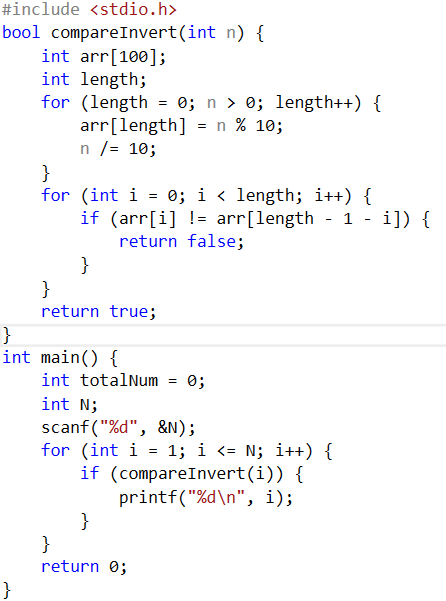 #include <stdio.h>
bool compareInvert(int n) {
    int arr[100];
    int length;
    for (length = 0; n > 0; length++) {
        arr[length] = n % 10;
        n /= 10;
    }
    for (int i = 0; i < length; i++) {
        if (arr[i] != arr[length - 1 - i]) {
            return false;
        }
    }
    return true;
}
int main() {
    int totalNum = 0;
    int N;
    scanf("%d", &N);
    for (int i = 1; i <= N; i++) {
        if (compareInvert(i)) {
            printf("%d\n", i);
        }
    }
    return 0;
}